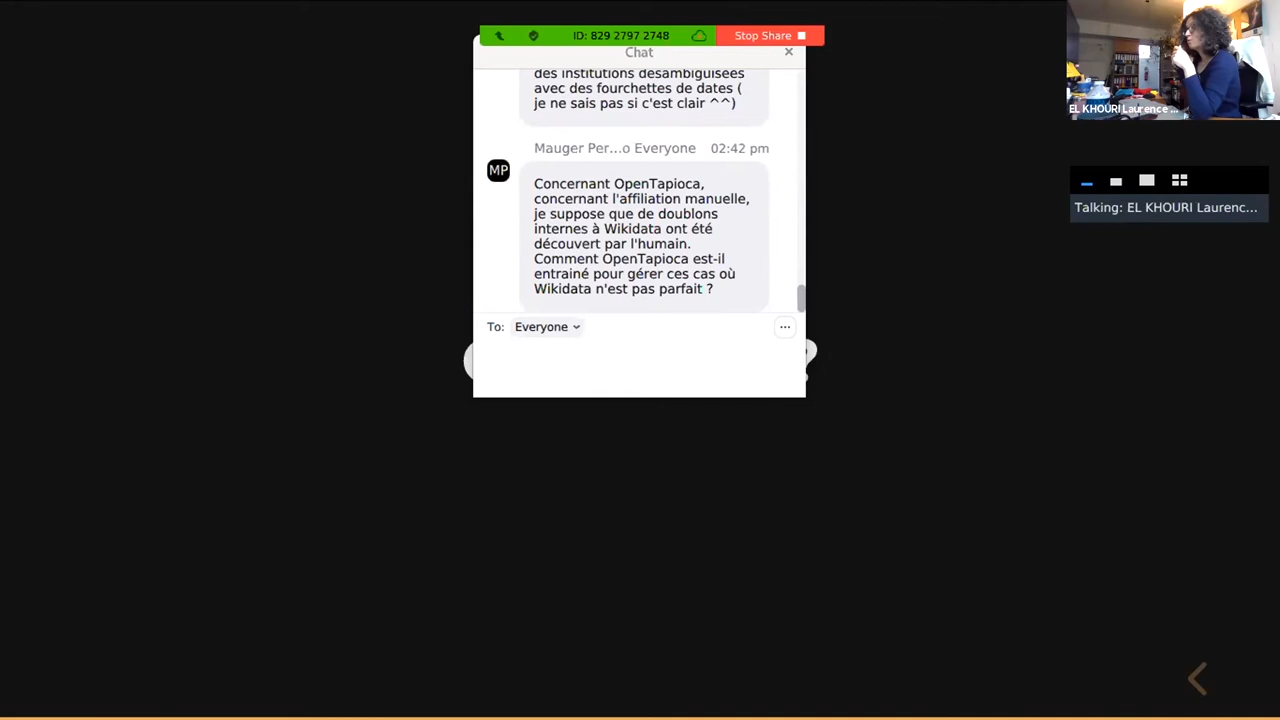 ID: 829 2797 2748
Stop Share
Chat
des institutions désambiguisées
avec des fourchettes de dates (
je ne sais pas si c'est clair ^^)
Mauger Per...o Everyone 02:42 pm
MP
Concernant OpenTapioca,
concernant l'affiliation manuelle,
je suppose que de doublons
internes à Wikidata ont été
découvert par l'humain.
Comment OpenTapioca est-il
entrainé pour gérer ces cas où
Wikidata n'est pas parfait ?
To: Everyone
?
EL KHOURI Laurence ...
Talking: EL KHOURI Laurenc...